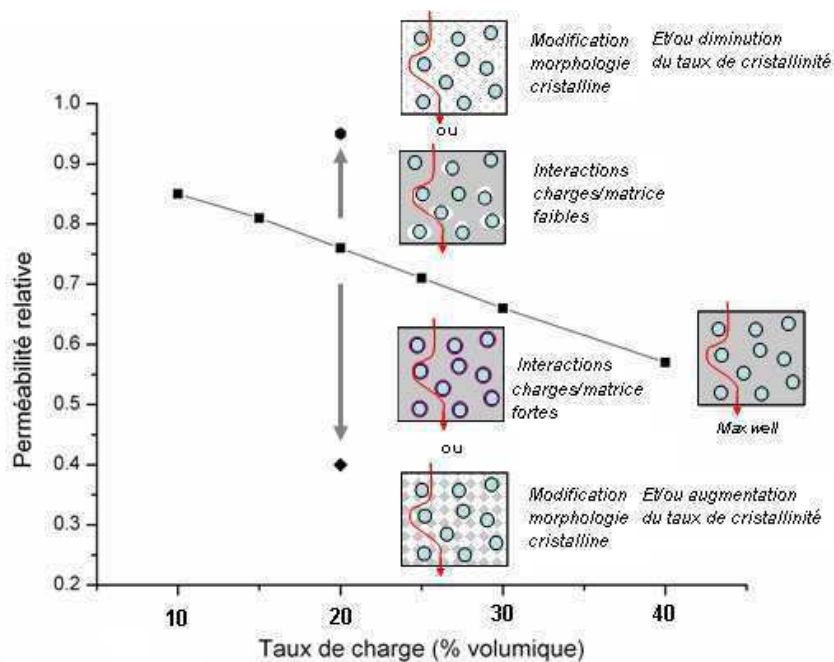 Modification Et/ou diminution
morphologie du taux de cristallinité
cristalline
ou
Interactions
charges/matrice
faibles
1.0
0.9
0.8
0.7
0.6
0.5
0.4
0.3
0.2
Perméabilité relative
Interactions
charges/matrice
fortes
Maxwell
ou
Modification Et/ou augmentation
morphologie du taux de cristallinité
cristalline
10 20 30 40
Taux de charge (% volumique)